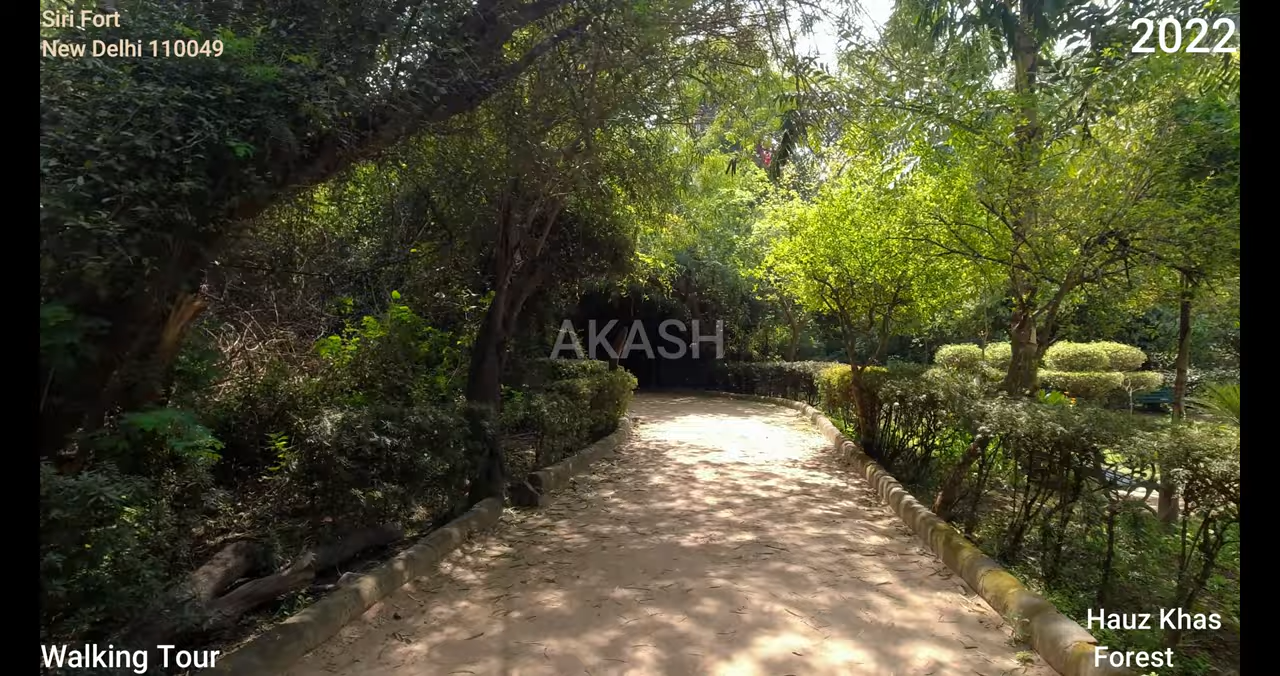 Siri Fort
New Delhi 110049
2022
AKASH
Walking Tour
Hauz Khas
Forest